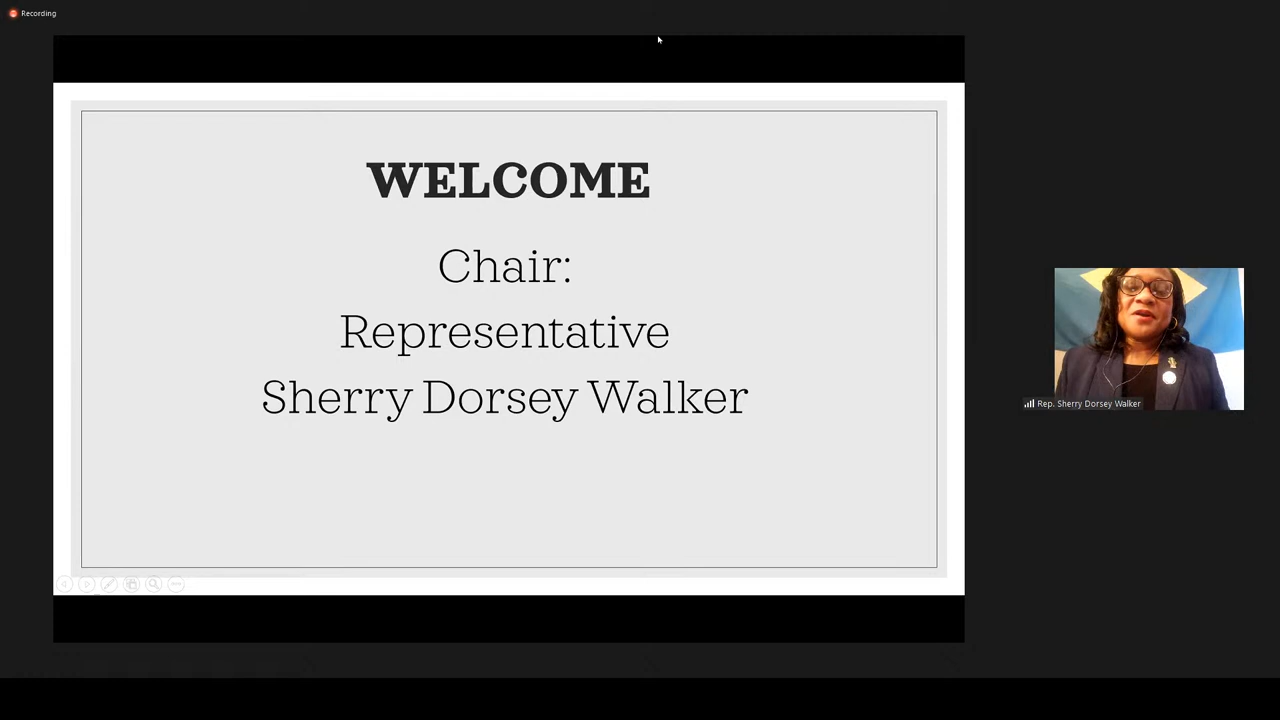 Recording
WELCOME
Chair:
Representative
Sherry Dorsey Walker
Rep. Sherry Dorsey Walker